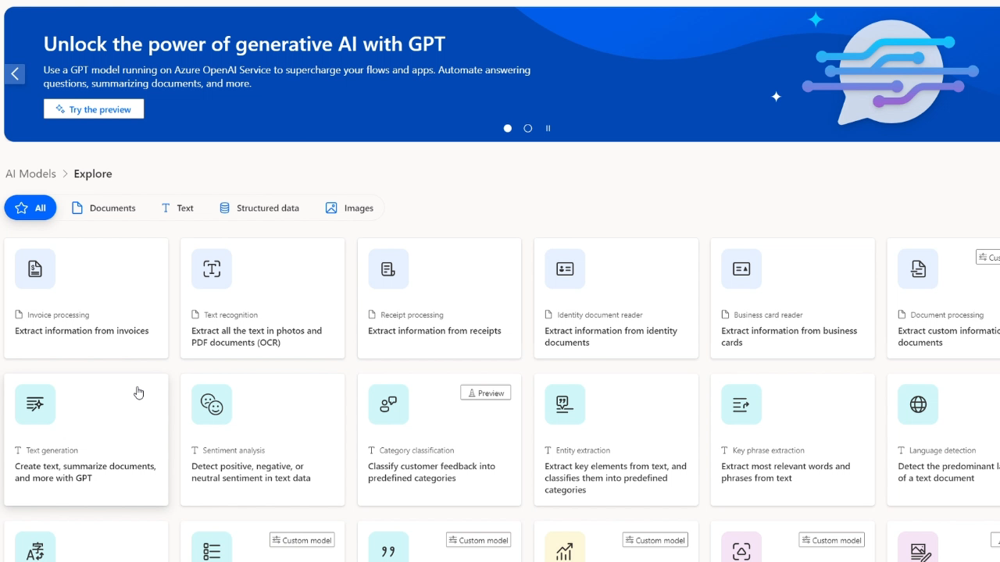 Unlock the power of generative AI with GPT
Use a GPT model running on Azure OpenAI Service to supercharge your flows and apps. Automate answering
questions, summarizing documents, and more.
Try the preview
AI Models > Explore
All
Documents
Text
Structured data
Images
Invoice processing
Extract information from invoices
Text recognition
Extract all the text in photos and
PDF documents (OCR)
Receipt processing
Extract information from receipts
Identity document reader
Extract information from identity
documents
Business card reader
Extract information from business
cards
Cus
Document processing
Extract custom informatio
documents
Text generation
Create text, summarize documents,
and more with GPT
Sentiment analysis
Detect positive, negative, or
neutral sentiment in text data
Preview
Category classification
Classify customer feedback into
predefined categories
Entity extraction
Extract key elements from text, and
classifies them into predefined
categories
Key phrase extraction
Extract most relevant words and
phrases from text
Language detection
Detect the predominant la
of a text document
Custom model
Custom model
Custom model
Custom model